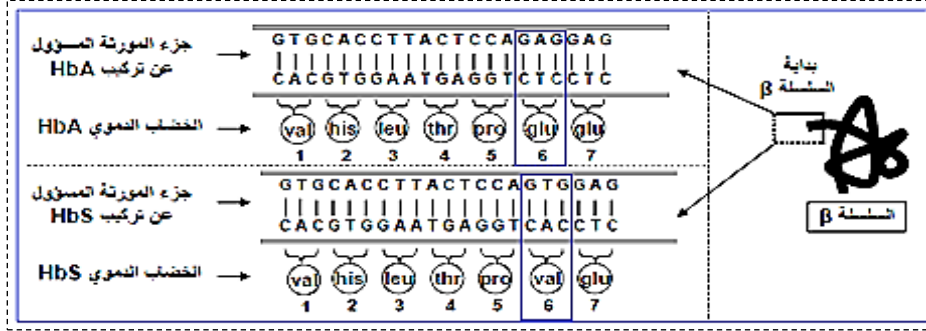 جزء المورثة المسؤول
عن تركيب HbA
GTGCACCTTACTCCAGAGGAG
CACGTGGAATGAGGTCTCCTC
الخضاب الدموي HbA
val his leu thr pro glu glu
1 2 3 4 5 6 7
جزء المورثة المسؤول
عن تركيب HbS
GTGCACCTTACTCCAGTGGAG
CACGTGGAATGAGGTCACCTC
الخضاب الدموي HbS
val his leu thr pro val glu
1 2 3 4 5 6 7
بداية
السلسلة β
السلسلة β